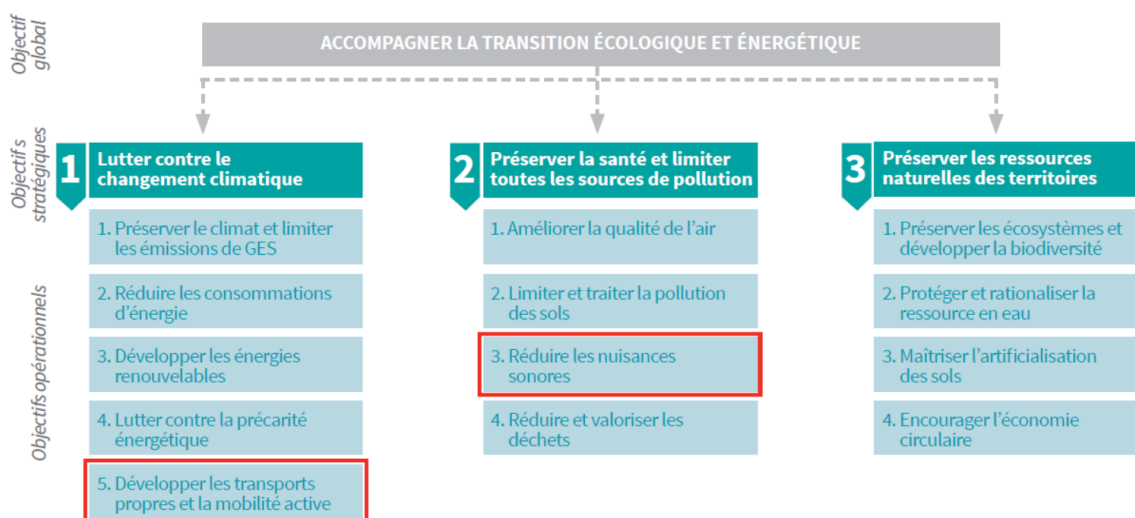 Objectif
global
ACCOMPAGNER LA TRANSITION ÉCOLOGIQUE ET ÉNERGÉTIQUE
Objectifs
stratégiques
1
Lutter contre le
changement climatique
2
Préserver la santé et limiter
toutes les sources de pollution
3
Préserver les ressources
naturelles des territoires
Objectifs opérationnels
1. Préserver le climat et limiter
les émissions de GES
2. Réduire les consommations
d’énergie
3. Développer les énergies
renouvelables
4. Lutter contre la précarité
énergétique
5. Développer les transports
propres et la mobilité active
1. Améliorer la qualité de l’air
2. Limiter et traiter la pollution
des sols
3. Réduire les nuisances
sonores
4. Réduire et valoriser les
déchets
1. Préserver les écosystèmes et
développer la biodiversité
2. Protéger et rationaliser la
ressource en eau
3. Maîtriser l’artificialisation
des sols
4. Encourager l’économie
circulaire